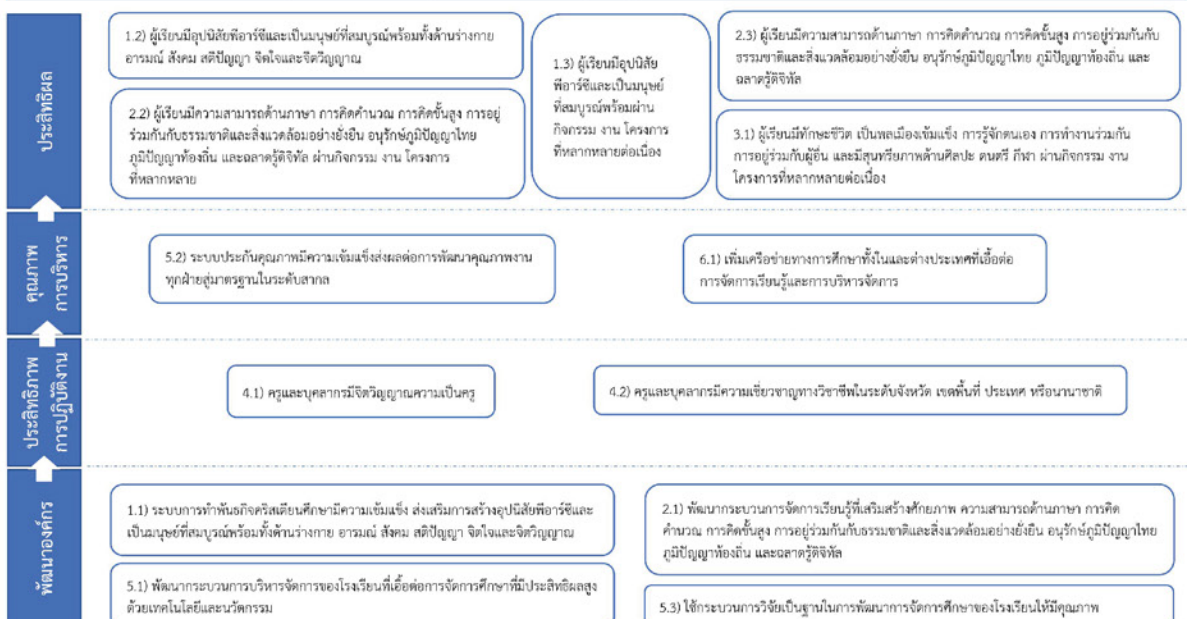 ประสิทธิผล
1.2) ผู้เรียนมีอุปนิสัยพีอาร์ซีและเป็นมนุษย์ที่สมบูรณ์พร้อมทั้งด้านร่างกาย
อารมณ์ สังคม สติปัญญา จิตใจและจิตวิญญาณ
2.2) ผู้เรียนมีความสามารถด้านภาษา การคิดคำนวณ การคิดขั้นสูง การอยู่
ร่วมกันกับธรรมชาติและสิ่งแวดล้อมอย่างยั่งยืน อนุรักษ์ภูมิปัญญาไทย
ภูมิปัญญาท้องถิ่น และฉลาดรู้ดิจิทัล ผ่านกิจกรรม งาน โครงการ
ที่หลากหลาย
1.3) ผู้เรียนมีอุปนิสัย
พีอาร์ซีและเป็นมนุษย์
ที่สมบูรณ์พร้อมผ่าน
กิจกรรม งาน โครงการ
ที่หลากหลายต่อเนื่อง
2.3) ผู้เรียนมีความสามารถด้านภาษา การคิดคำนวณ การคิดขั้นสูง การอยู่ร่วมกันกับ
ธรรมชาติและสิ่งแวดล้อมอย่างยั่งยืน อนุรักษ์ภูมิปัญญาไทย ภูมิปัญญาท้องถิ่น และ
ฉลาดรู้ดิจิทัล
3.1) ผู้เรียนมีทักษะชีวิต เป็นพลเมืองเข้มแข็ง การรู้จักตนเอง การทำงานร่วมกัน
การอยู่ร่วมกับผู้อื่น และมีสุนทรียภาพด้านศิลปะ ดนตรี กีฬา ผ่านกิจกรรม งาน
โครงการที่หลากหลายต่อเนื่อง
คุณภาพ
การบริหาร
5.2) ระบบประกันคุณภาพมีความเข้มแข็งส่งผลต่อการพัฒนาคุณภาพงาน
ทุกฝ่ายสู่มาตรฐานในระดับสากล
6.1) เพิ่มเครือข่ายทางการศึกษาทั้งในและต่างประเทศที่เอื้อต่อ
การจัดการเรียนรู้และการบริหารจัดการ
ประสิทธิภาพ
การปฏิบัติงาน
4.1) ครูและบุคลากรมีจิตวิญญาณความเป็นครู
4.2) ครูและบุคลากรมีความเชี่ยวชาญทางวิชาชีพในระดับจังหวัด เขตพื้นที่ ประเทศ หรือนานาชาติ
พัฒนาองค์กร
1.1) ระบบการทำพันธกิจคริสเตียนศึกษามีความเข้มแข็ง ส่งเสริมการสร้างอุปนิสัยพีอาร์ซีและ
เป็นมนุษย์ที่สมบูรณ์พร้อมทั้งด้านร่างกาย อารมณ์ สังคม สติปัญญา จิตใจและจิตวิญญาณ
5.1) พัฒนากระบวนการบริหารจัดการของโรงเรียนที่เอื้อต่อการจัดการศึกษาที่มีประสิทธิผลสูง
ด้วยเทคโนโลยีและนวัตกรรม
2.1) พัฒนากระบวนการจัดการเรียนรู้ที่เสริมสร้างศักยภาพ ความสามารถด้านภาษา การคิด
คำนวณ การคิดขั้นสูง การอยู่ร่วมกันกับธรรมชาติและสิ่งแวดล้อมอย่างยั่งยืน อนุรักษ์ภูมิปัญญาไทย
ภูมิปัญญาท้องถิ่น และฉลาดรู้ดิจิทัล
5.3) ใช้กระบวนการวิจัยเป็นฐานในการพัฒนาการจัดการศึกษาของโรงเรียนให้มีคุณภาพ